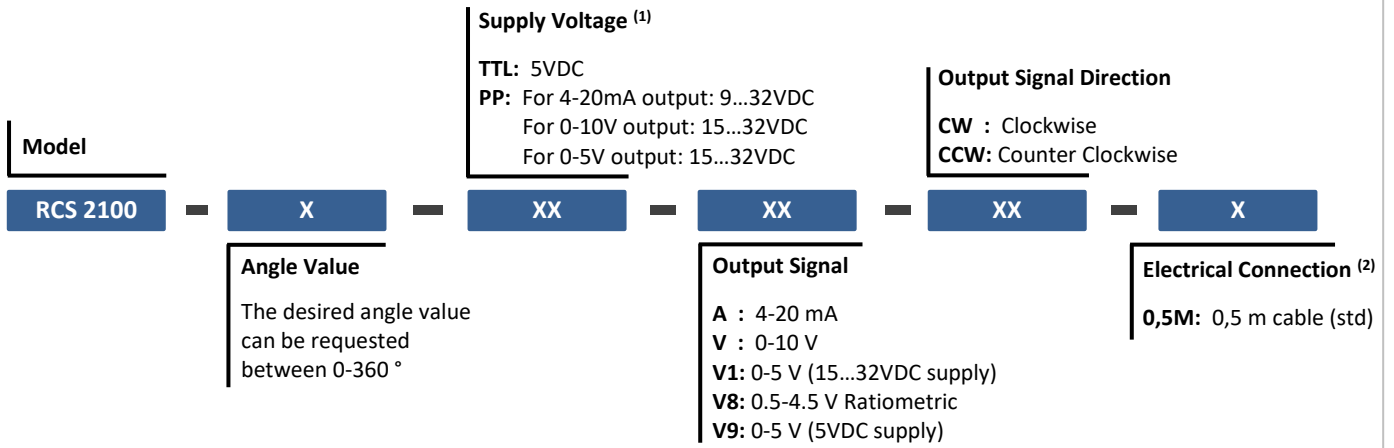 Supply Voltage (1)
TTL: 5VDC
PP: For 4-20mA output: 9...32VDC
For 0-10V output: 15...32VDC
For 0-5V output: 15...32VDC
Output Signal Direction
CW : Clockwise
CCW: Counter Clockwise
Model
RCS 2100 - X - XX - XX - XX - X
Angle Value
The desired angle value
can be requested
between 0-360 °
Output Signal
A : 4-20 mA
V : 0-10 V
V1: 0-5 V (15...32VDC supply)
V8: 0.5-4.5 V Ratiometric
V9: 0-5 V (5VDC supply)
Electrical Connection (2)
0,5M: 0,5 m cable (std)